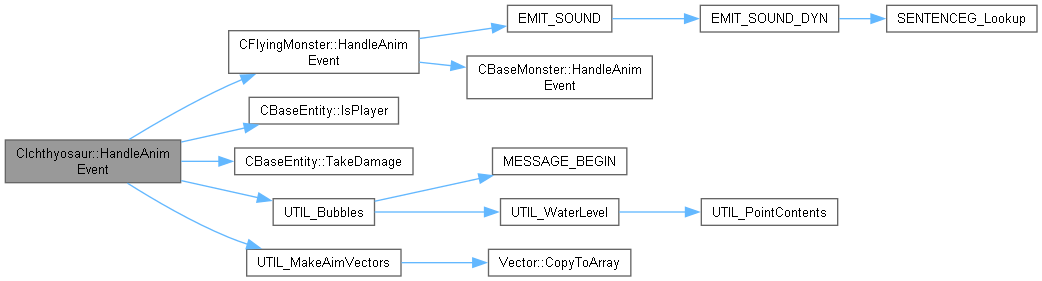 CIchthyosaur::HandleAnim
Event
CFlyingMonster::HandleAnim
Event
EMIT_SOUND
EMIT_SOUND_DYN
SENTENCEG_Lookup
CBaseMonster::HandleAnim
Event
CBaseEntity::IsPlayer
CBaseEntity::TakeDamage
UTIL_Bubbles
MESSAGE_BEGIN
UTIL_WaterLevel
UTIL_PointContents
UTIL_MakeAimVectors
Vector::CopyToArray